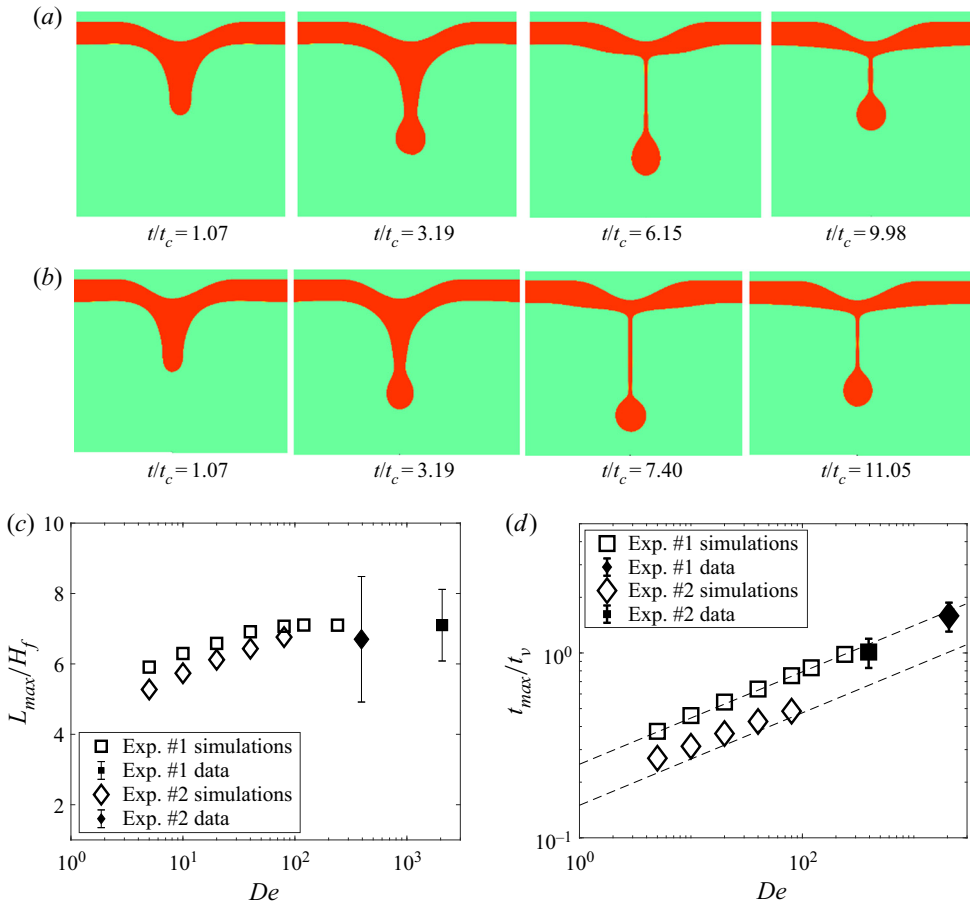 (a)
t/t_c = 1.07
t/t_c = 3.19
t/t_c = 6.15
t/t_c = 9.98
(b)
t/t_c = 1.07
t/t_c = 3.19
t/t_c = 7.40
t/t_c = 11.05
(c)
10
8
6
4
2
L_max/H_f
Exp. #1 simulations
Exp. #1 data
Exp. #2 simulations
Exp. #2 data
10^0
10^1
10^2
10^3
De
(d)
Exp. #1 simulations
Exp. #1 data
Exp. #2 simulations
Exp. #2 data
t_max/t_v
10^0
10^−1
10^0
10^2
De